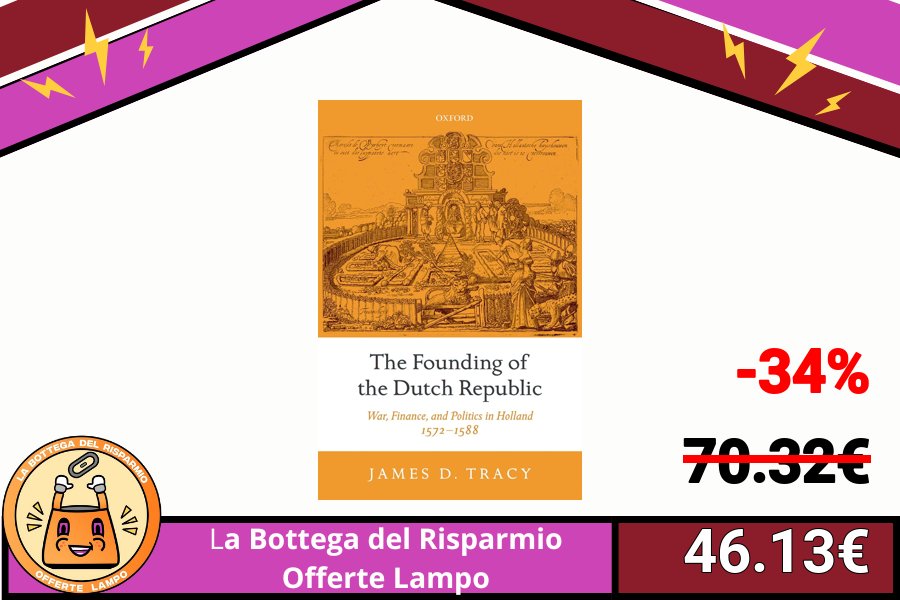 OXFORD
The Founding of
the Dutch Republic
War, Finance, and Politics in Holland
1572–1588
JAMES D. TRACY
-34%
70.32€
46.13€
LA BOTTEGA DEL RISPARMIO
OFFERTE LAMPO
La Bottega del Risparmio
Offerte Lampo